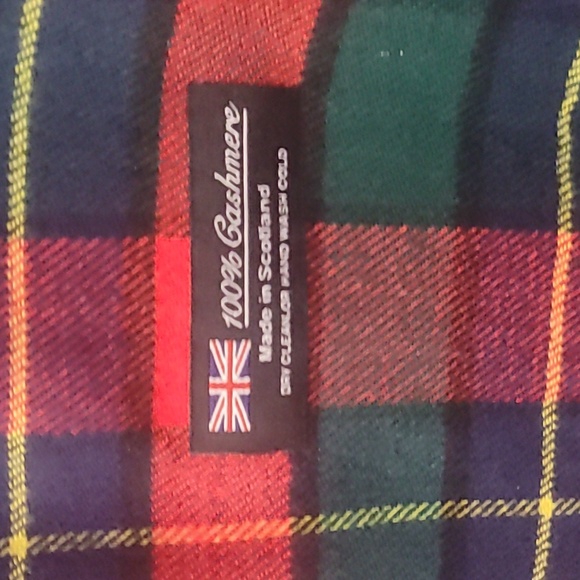 100% Cashmere
Made in Scotland
DRY CLEAN OR HAND WASH COLD